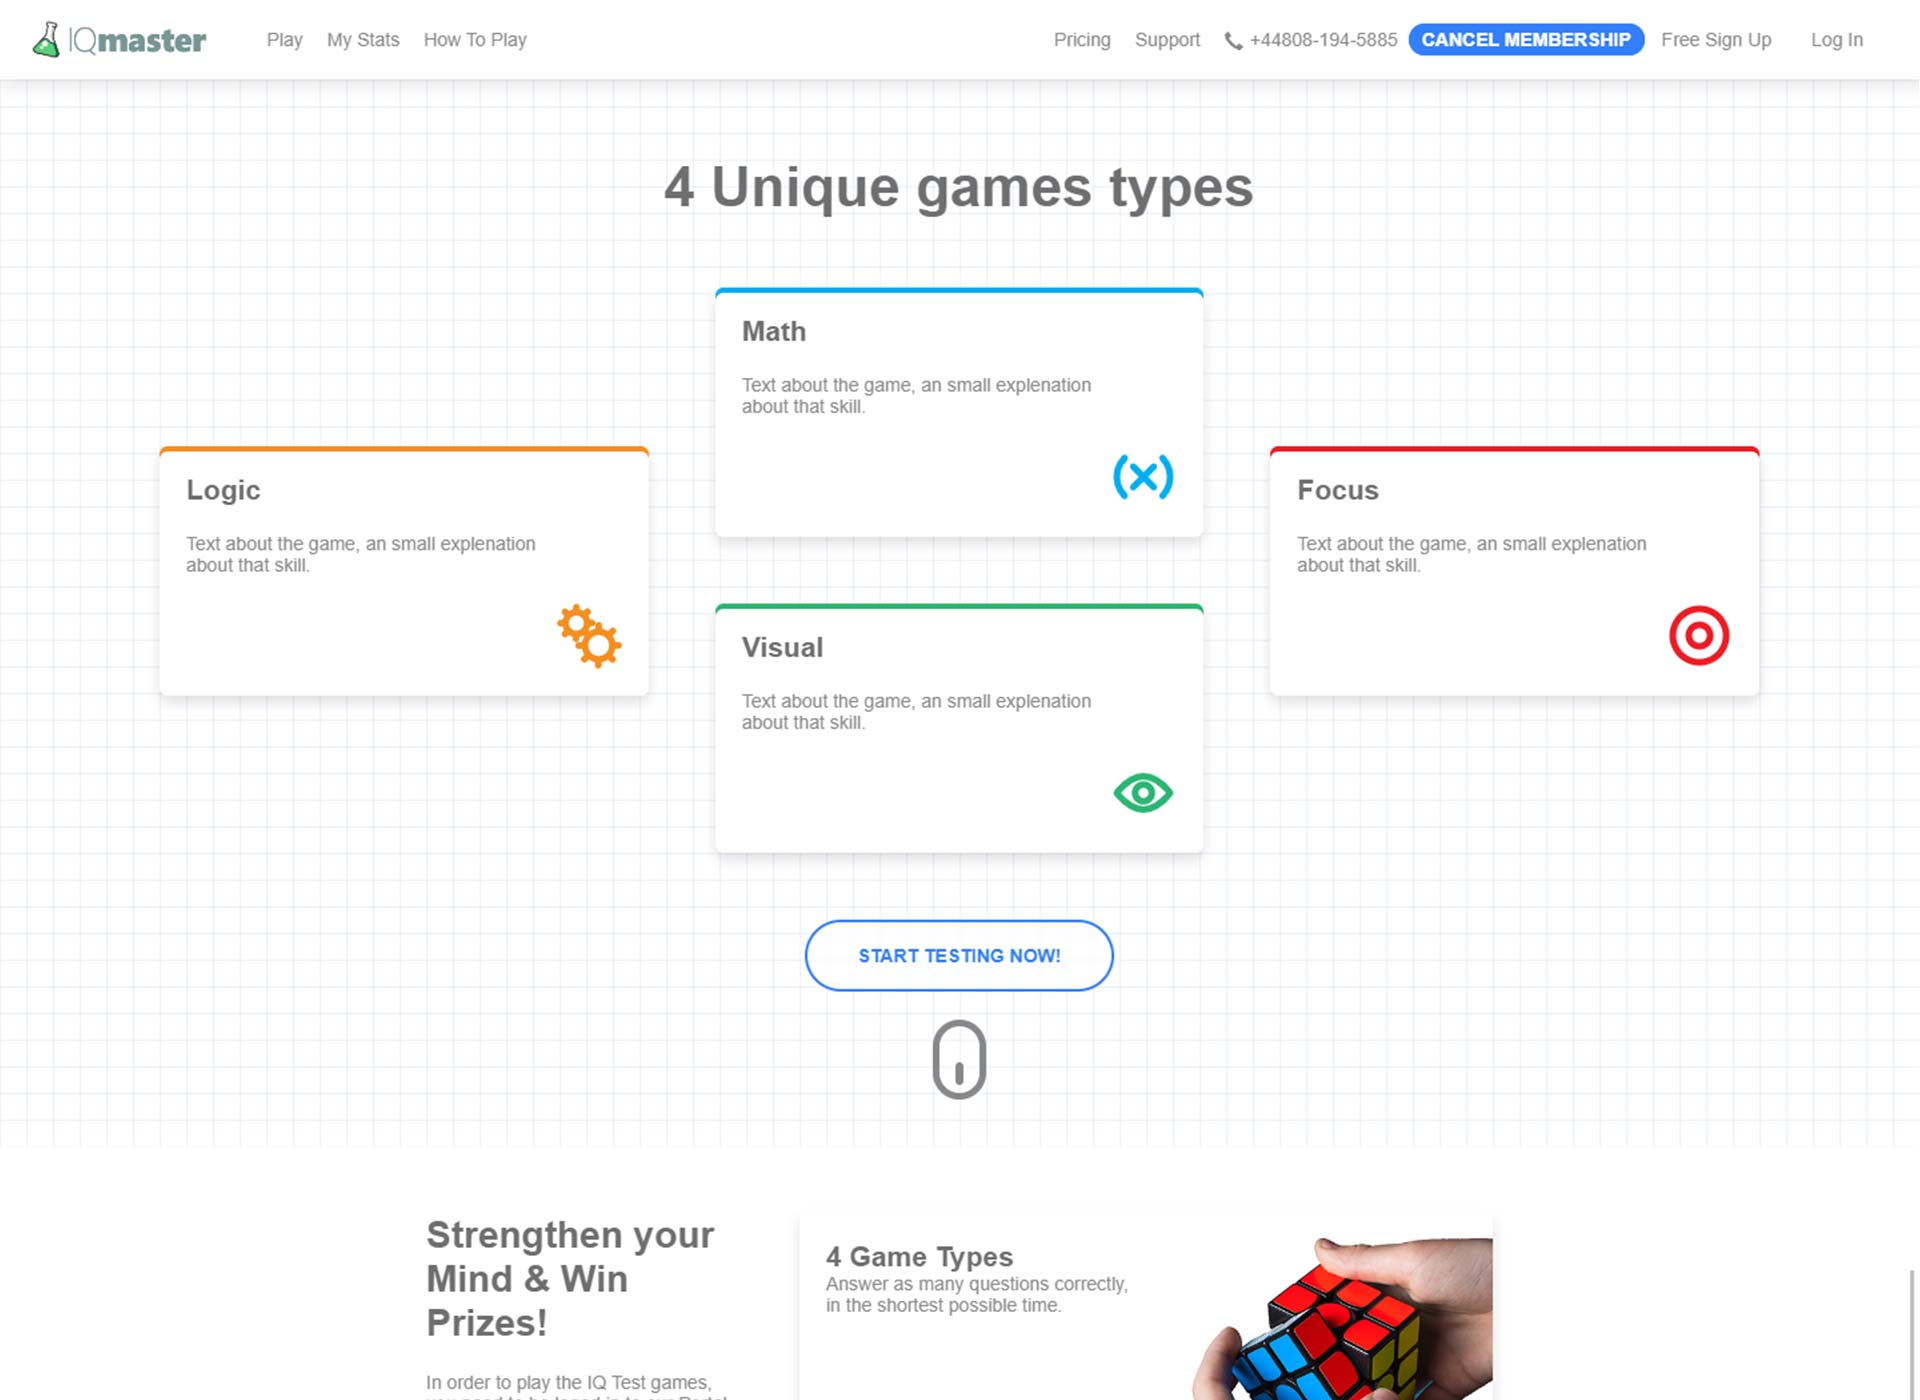 IQmaster
Play
My Stats
How To Play
Pricing
Support
+44808-194-5885
CANCEL MEMBERSHIP
Free Sign Up
Log In
4 Unique games types
Math
Text about the game, an small explenation
about that skill.
Logic
Text about the game, an small explenation
about that skill.
Focus
Text about the game, an small explenation
about that skill.
Visual
Text about the game, an small explenation
about that skill.
START TESTING NOW!
Strengthen your
Mind & Win
Prizes!
In order to play the IQ Test games,
4 Game Types
Answer as many questions correctly,
in the shortest possible time.